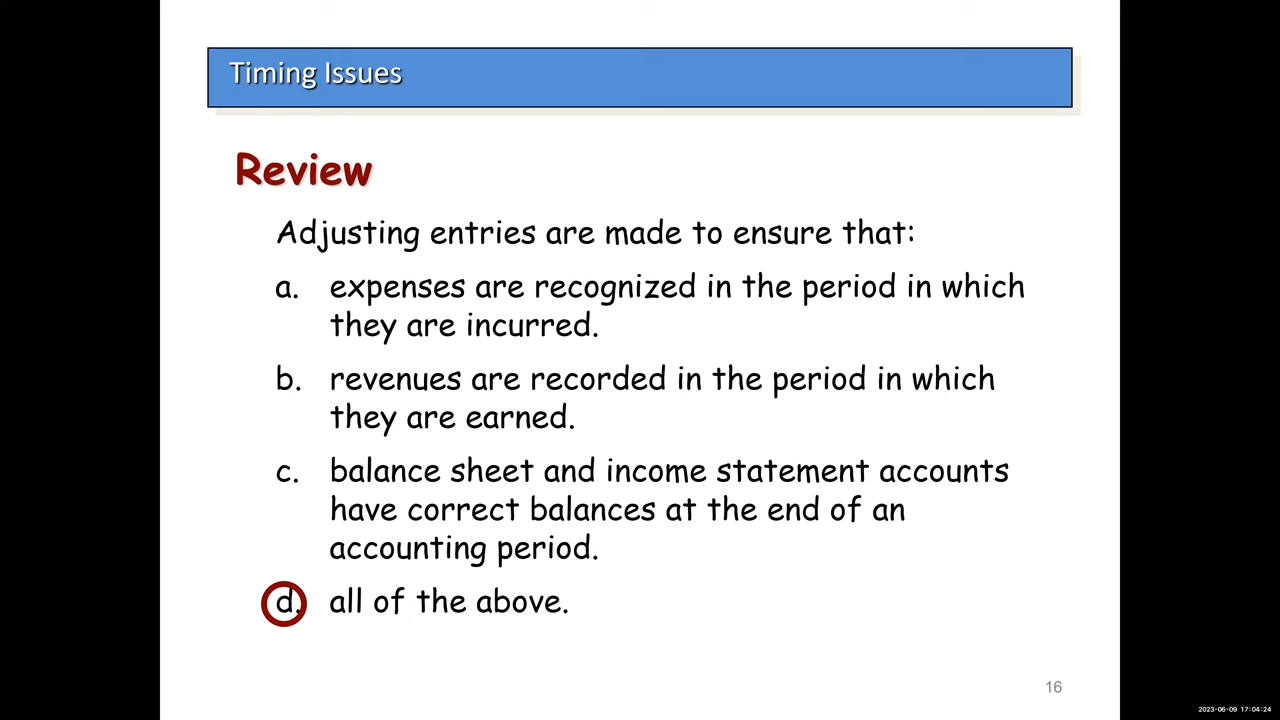 Timing Issues
Review
Adjusting entries are made to ensure that:
a. expenses are recognized in the period in which
they are incurred.
b. revenues are recorded in the period in which
they are earned.
c. balance sheet and income statement accounts
have correct balances at the end of an
accounting period.
d. all of the above.
16
2023-06-09 17:04:24